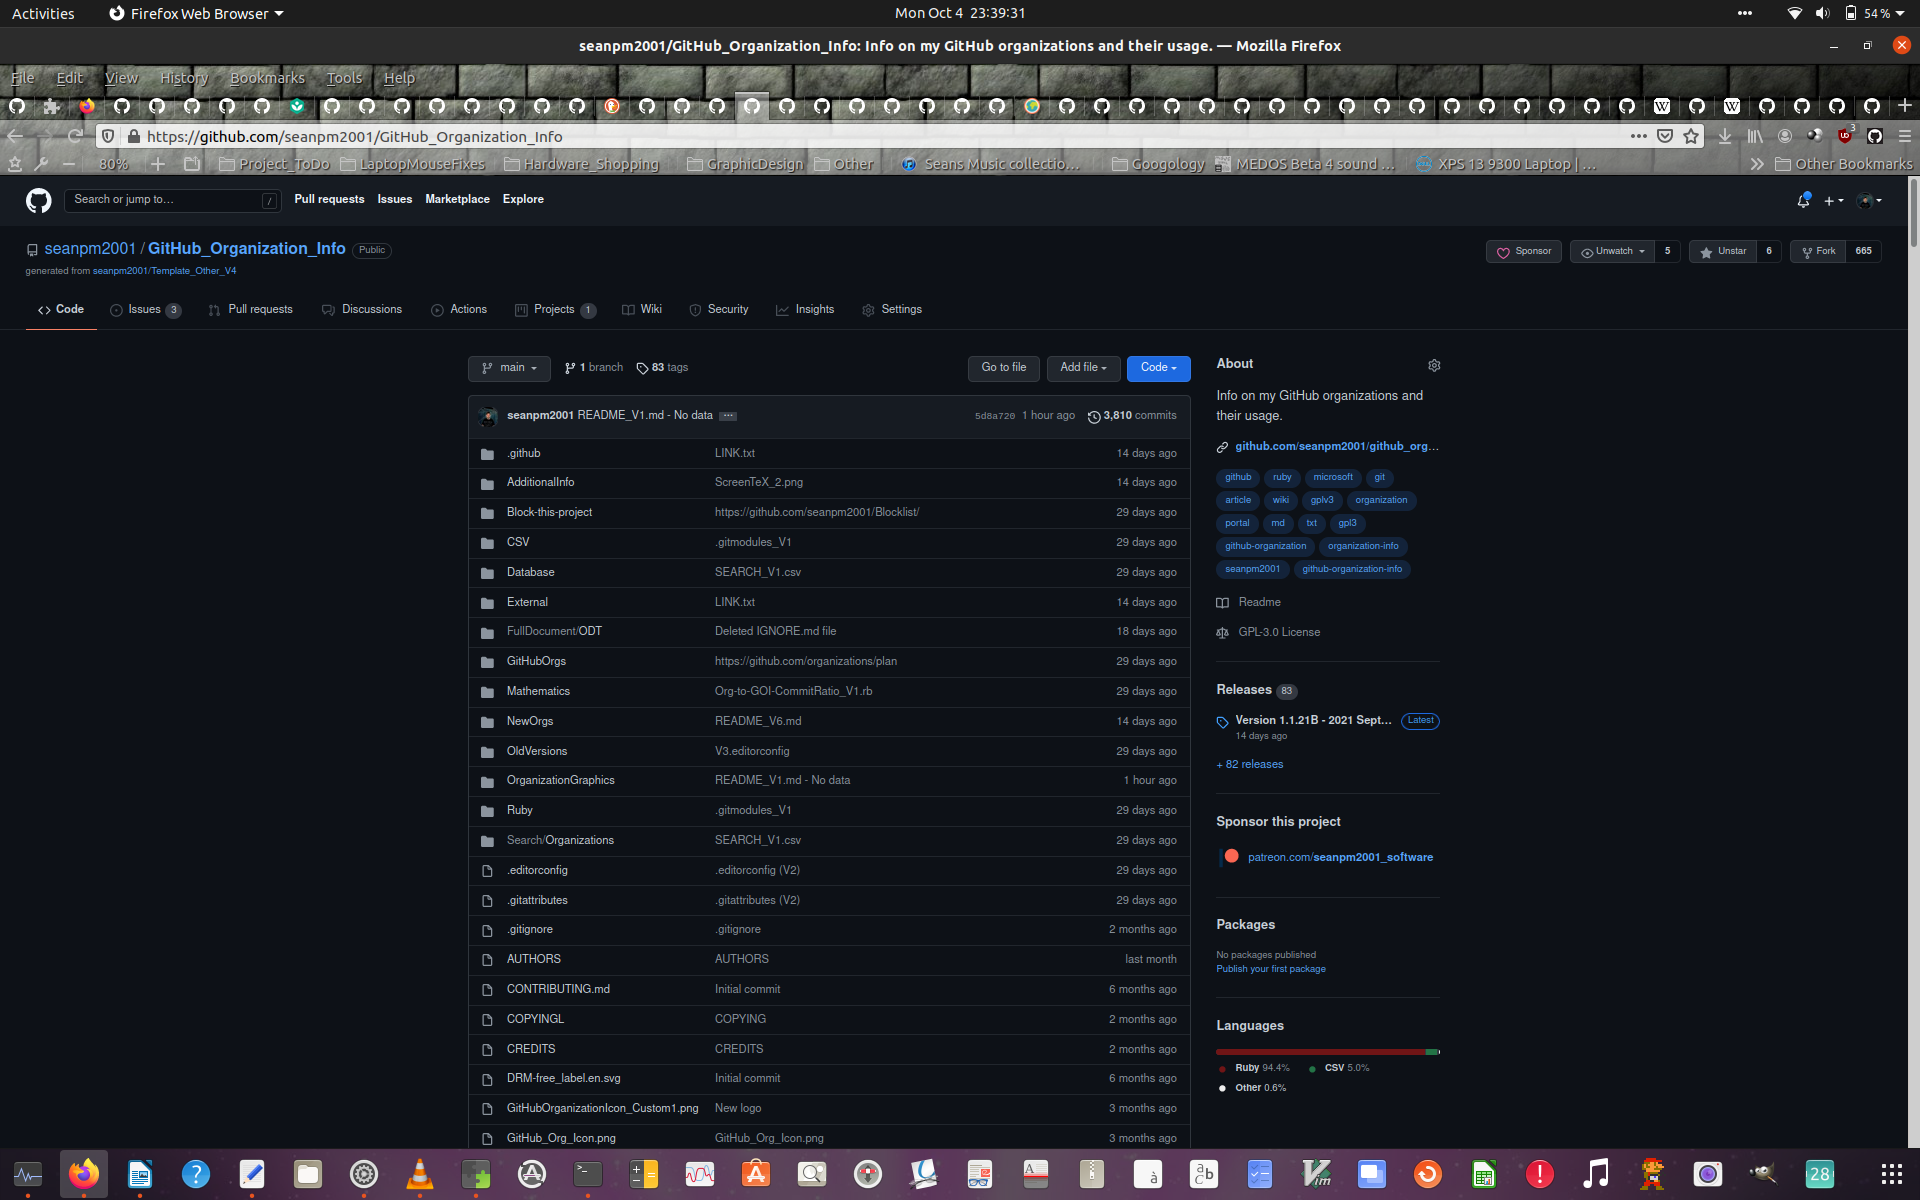 Activities
Firefox Web Browser
Mon Oct 4 23:39:31
54 %
seanpm2001/GitHub_Organization_Info: Info on my GitHub organizations and their usage. — Mozilla Firefox
File Edit View History Bookmarks Tools Help
https://github.com/seanpm2001/GitHub_Organization_Info
3
80%
Project_ToDo
LaptopMouseFixes
Hardware_Shopping
GraphicDesign
Other
Seans Music collectio…
Googology
MEDOS Beta 4 sound …
XPS 13 9300 Laptop | …
Other Bookmarks
Search or jump to… /
Pull requests Issues Marketplace Explore
seanpm2001 / GitHub_Organization_Info Public
generated from seanpm2001/Template_Other_V4
Sponsor
Unwatch 5
Unstar 6
Fork 665
Code
Issues 3
Pull requests
Discussions
Actions
Projects 1
Wiki
Security
Insights
Settings
main
1 branch
83 tags
Go to file
Add file
Code
seanpm2001 README_V1.md - No data ... 5d8a720 1 hour ago 3,810 commits
.github LINK.txt 14 days ago
AdditionalInfo ScreenTeX_2.png 14 days ago
Block-this-project https://github.com/seanpm2001/Blocklist/ 29 days ago
CSV .gitmodules_V1 29 days ago
Database SEARCH_V1.csv 29 days ago
External LINK.txt 14 days ago
FullDocument/ODT Deleted IGNORE.md file 18 days ago
GitHubOrgs https://github.com/organizations/plan 29 days ago
Mathematics Org-to-GOI-CommitRatio_V1.rb 29 days ago
NewOrgs README_V6.md 14 days ago
OldVersions V3.editorconfig 29 days ago
OrganizationGraphics README_V1.md - No data 1 hour ago
Ruby .gitmodules_V1 29 days ago
Search/Organizations SEARCH_V1.csv 29 days ago
.editorconfig .editorconfig (V2) 29 days ago
.gitattributes .gitattributes (V2) 29 days ago
.gitignore .gitignore 2 months ago
AUTHORS AUTHORS last month
CONTRIBUTING.md Initial commit 6 months ago
COPYINGL COPYING 2 months ago
CREDITS CREDITS 2 months ago
DRM-free_label.en.svg Initial commit 6 months ago
GitHubOrganizationIcon_Custom1.png New logo 3 months ago
GitHub_Org_Icon.png GitHub_Org_Icon.png 3 months ago
About
Info on my GitHub organizations and
their usage.
github.com/seanpm2001/github_org…
github ruby microsoft git
article wiki gplv3 organization
portal md txt gpl3
github-organization organization-info
seanpm2001 github-organization-info
Readme
GPL-3.0 License
Releases 83
Version 1.1.21B - 2021 Sept… Latest
14 days ago
+ 82 releases
Sponsor this project
patreon.com/seanpm2001_software
Packages
No packages published
Publish your first package
Languages
Ruby 94.4% CSV 5.0%
Other 0.6%
28